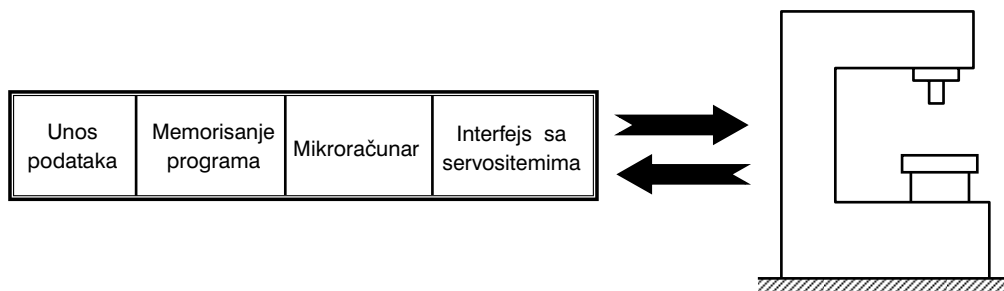 Unos
podataka
Memorisanje
programa
Mikroračunar
Interfejs sa
servositemima